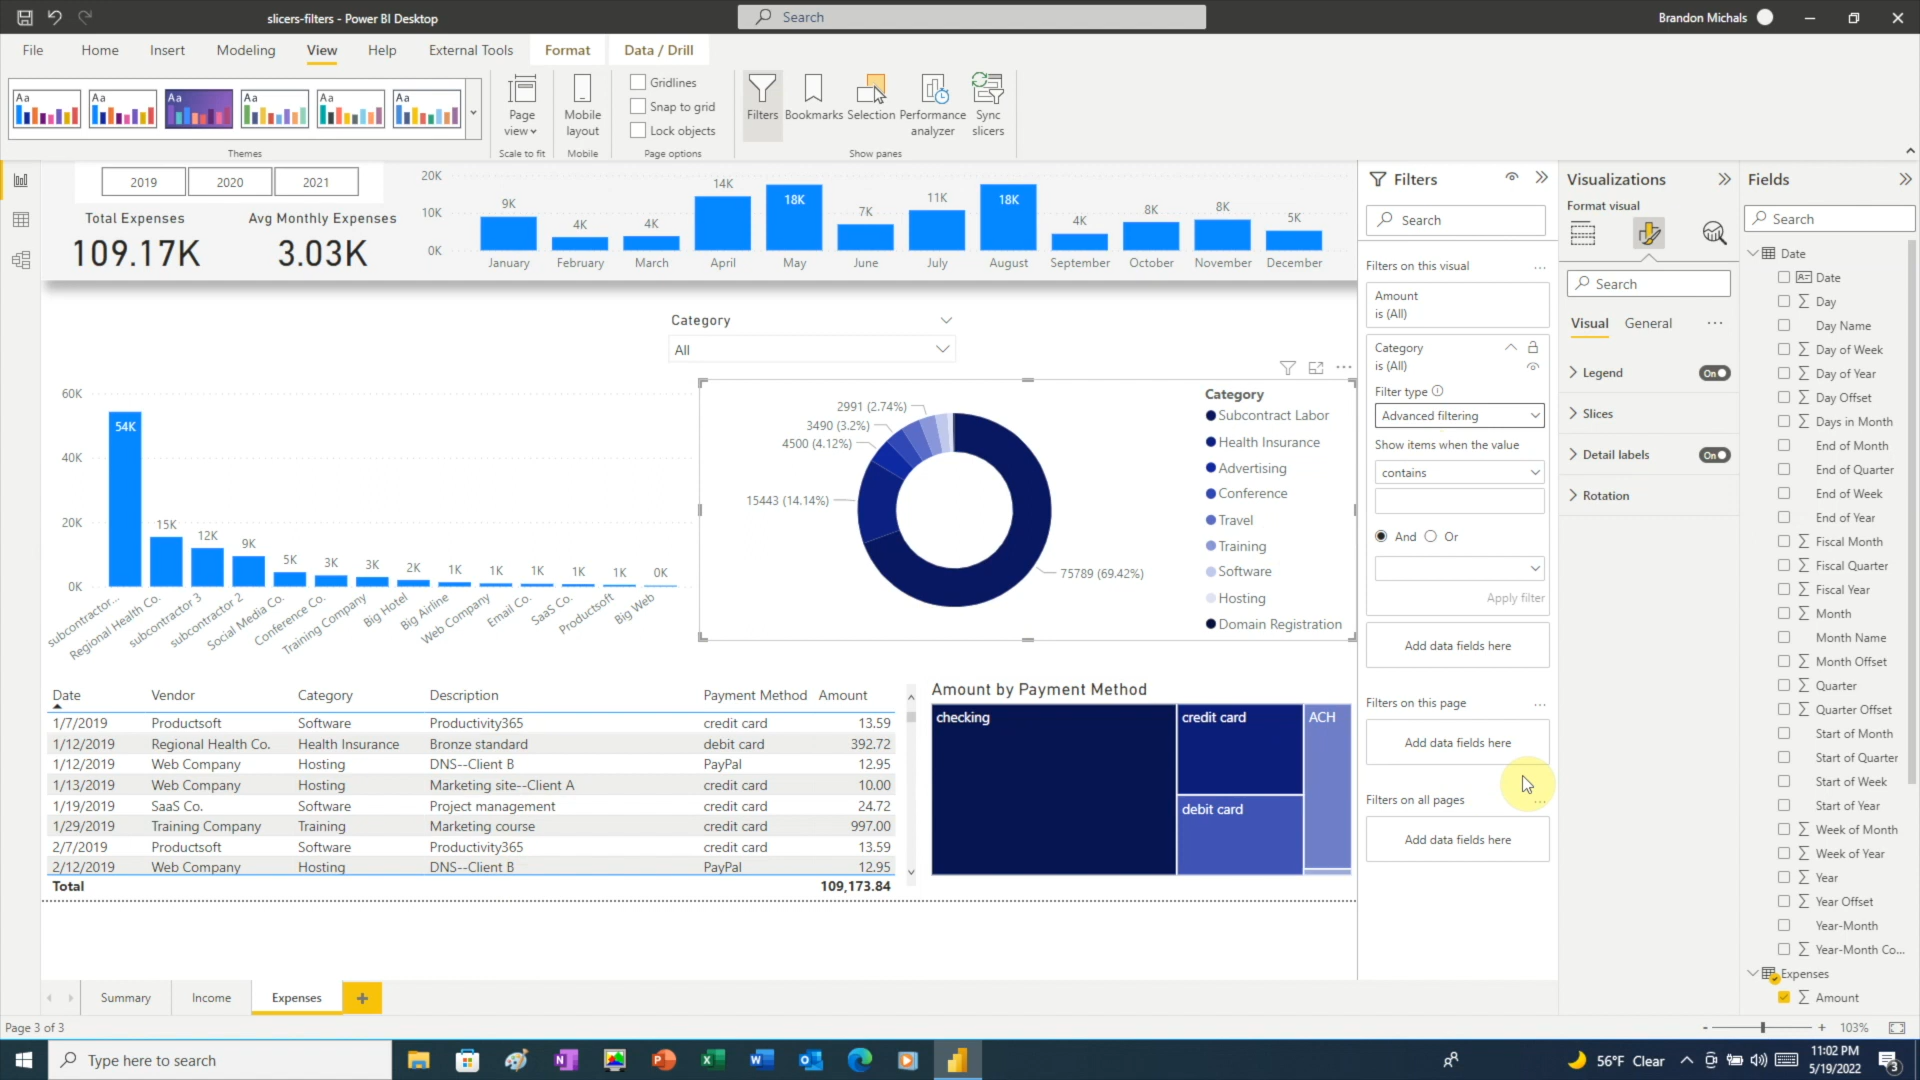 slicers-filters - Power BI Desktop
Search
Brandon Michals
File Home Insert Modeling View Help External Tools Format Data / Drill
Aa Aa Aa Aa Aa Aa
Themes
Page view
Scale to fit
Mobile layout
Mobile
Gridlines
Snap to grid
Lock objects
Page options
Filters
Bookmarks
Selection
Performance analyzer
Sync slicers
Show panes
2019 2020 2021
Total Expenses
109.17K
Avg Monthly Expenses
3.03K
20K
10K
0K
9K 4K 4K 14K 18K 7K 11K 18K 4K 8K 8K 5K
January February March April May June July August September October November December
Category
All
60K
40K
20K
0K
54K 15K 12K 9K 5K 3K 3K 2K 1K 1K 1K 1K 1K 0K
subcontractor...
Regional Health Co.
subcontractor 3
subcontractor 2
Social Media Co.
Conference Co.
Training Company
Big Hotel
Big Airline
Web Company
Email Co.
SaaS Co.
Productsoft
Big Web
2991 (2.74%)
3490 (3.2%)
4500 (4.12%)
15443 (14.14%)
75789 (69.42%)
Category
Subcontract Labor
Health Insurance
Advertising
Conference
Travel
Training
Software
Hosting
Domain Registration
Date Vendor Category Description Payment Method Amount
1/7/2019 Productsoft Software Productivity365 credit card 13.59
1/12/2019 Regional Health Co. Health Insurance Bronze standard debit card 392.72
1/12/2019 Web Company Hosting DNS--Client B PayPal 12.95
1/13/2019 Web Company Hosting Marketing site--Client A credit card 10.00
1/19/2019 SaaS Co. Software Project management credit card 24.72
1/29/2019 Training Company Training Marketing course credit card 997.00
2/7/2019 Productsoft Software Productivity365 credit card 13.59
2/12/2019 Web Company Hosting DNS--Client B PayPal 12.95
Total 109,173.84
Amount by Payment Method
checking
credit card
ACH
debit card
Filters
Search
Filters on this visual ...
Amount
is (All)
Category
is (All)
Filter type
Advanced filtering
Show items when the value
contains
And Or
Apply filter
Add data fields here
Filters on this page ...
Add data fields here
Filters on all pages ...
Add data fields here
Visualizations
Format visual
Search
Visual General ...
Legend On
Slices
Detail labels On
Rotation
Fields
Search
Date
Date
Day
Day Name
Day of Week
Day of Year
Day Offset
Days in Month
End of Month
End of Quarter
End of Week
End of Year
Fiscal Month
Fiscal Quarter
Fiscal Year
Month
Month Name
Month Offset
Quarter
Quarter Offset
Start of Month
Start of Quarter
Start of Week
Start of Year
Week of Month
Week of Year
Year
Year Offset
Year-Month
Year-Month Co...
Expenses
Amount
Summary Income Expenses +
Page 3 of 3
- + 103%
Type here to search
56°F Clear
11:02 PM
5/19/2022
3